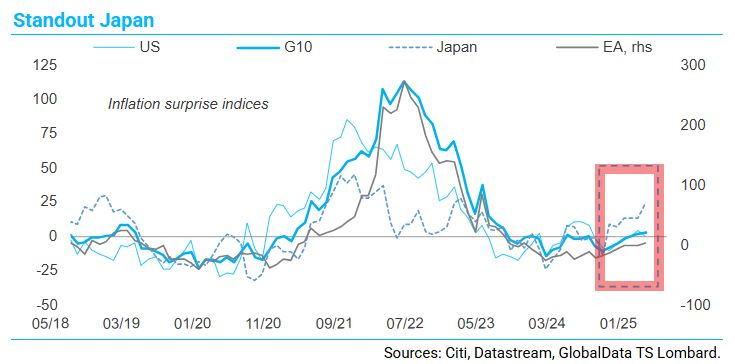 Standout Japan
US G10 Japan EA, rhs
125 300
100
Inflation surprise indices
75 200
50
25 100
0 0
-25
-50 -100
05/18 03/19 01/20 11/20 09/21 07/22 05/23 03/24 01/25
Sources: Citi, Datastream, GlobalData TS Lombard.